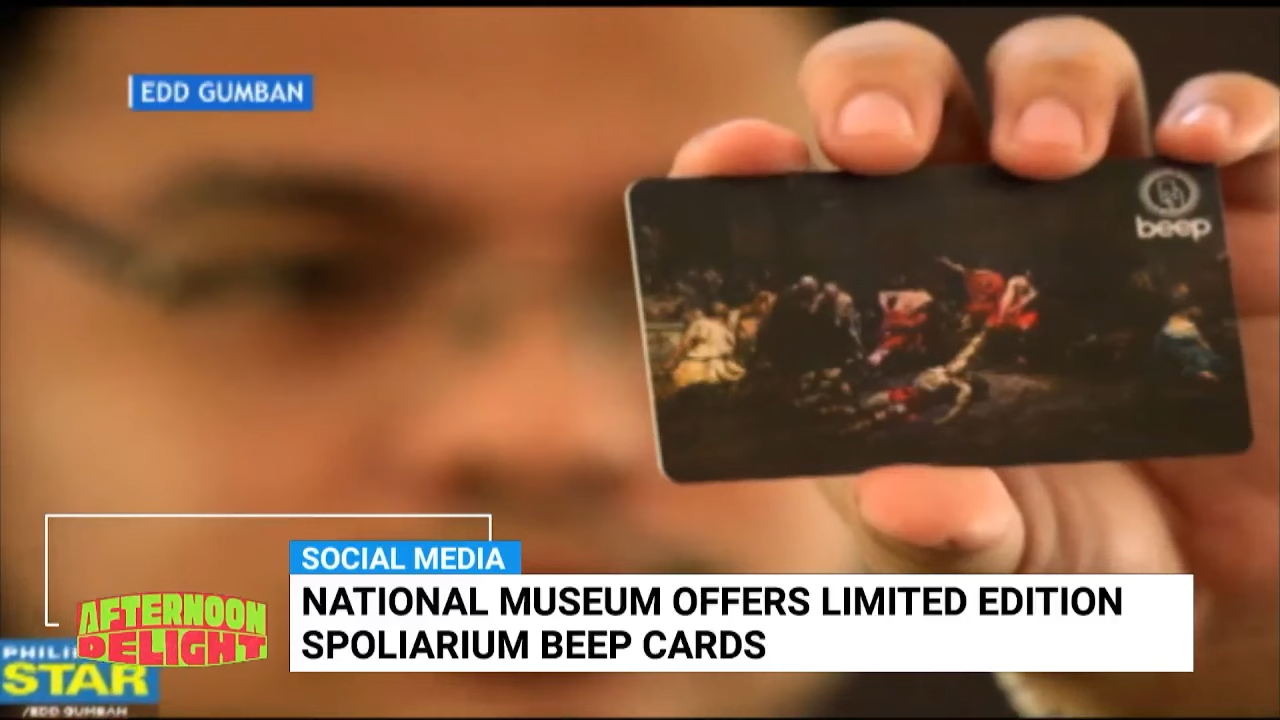 EDD GUMBAN
beep
SOCIAL MEDIA
NATIONAL MUSEUM OFFERS LIMITED EDITION
SPOLIARIUM BEEP CARDS
AFTERNOON
DELIGHT
STAR
/EDD GUMBAN